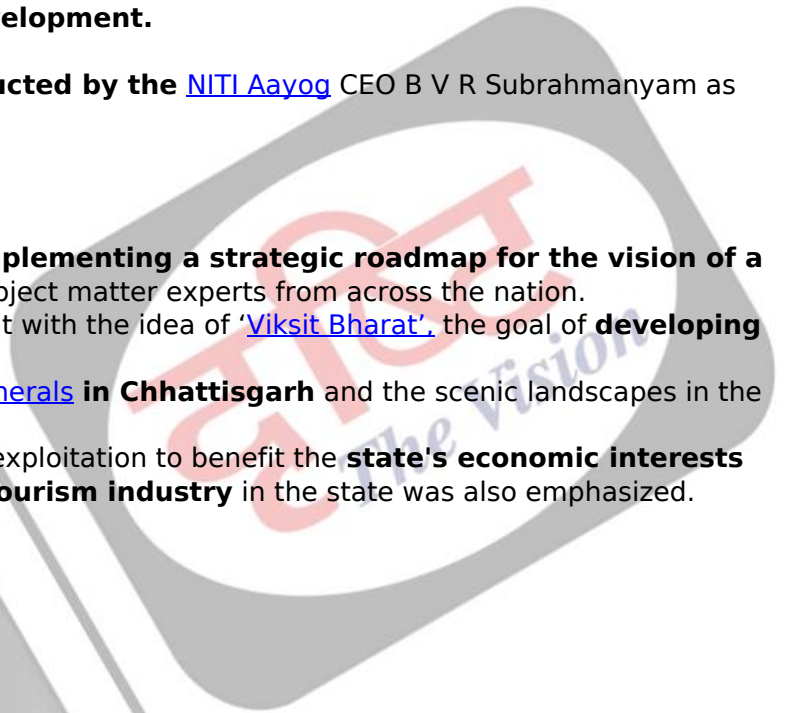 elopment.
ucted by the NITI Aayog CEO B V R Subrahmanyam as
plementing a strategic roadmap for the vision of a
bject matter experts from across the nation.
t with the idea of ‘Viksit Bharat’, the goal of developing
nerals in Chhattisgarh and the scenic landscapes in the
exploitation to benefit the state's economic interests
ourism industry in the state was also emphasized.
दृष्टि
The Vision